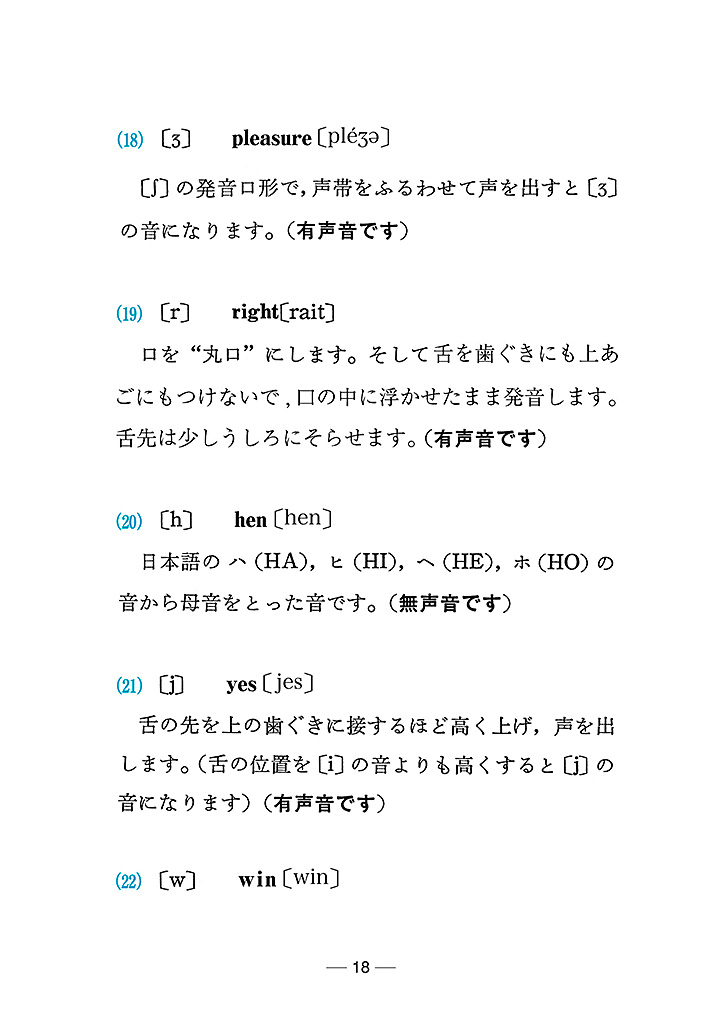 (18) 〔ʒ〕 pleasure〔pléʒə〕
〔ʃ〕の発音口形で，声帯をふるわせて声を出すと〔ʒ〕
の音になります。（有声音です）
(19) 〔r〕 right〔rait〕
口を“丸口”にします。そして舌を歯ぐきにも上あ
ごにもつけないで，口の中に浮かせたまま発音します。
舌先は少しうしろにそらせます。（有声音です）
(20) 〔h〕 hen〔hen〕
日本語の ハ（HA），ヒ（HI），ヘ（HE），ホ（HO）の
音から母音をとった音です。（無声音です）
(21) 〔j〕 yes〔jes〕
舌の先を上の歯ぐきに接するほど高く上げ，声を出
します。（舌の位置を〔i〕の音よりも高くすると〔j〕の
音になります）（有声音です）
(22) 〔w〕 win〔win〕
— 18 —